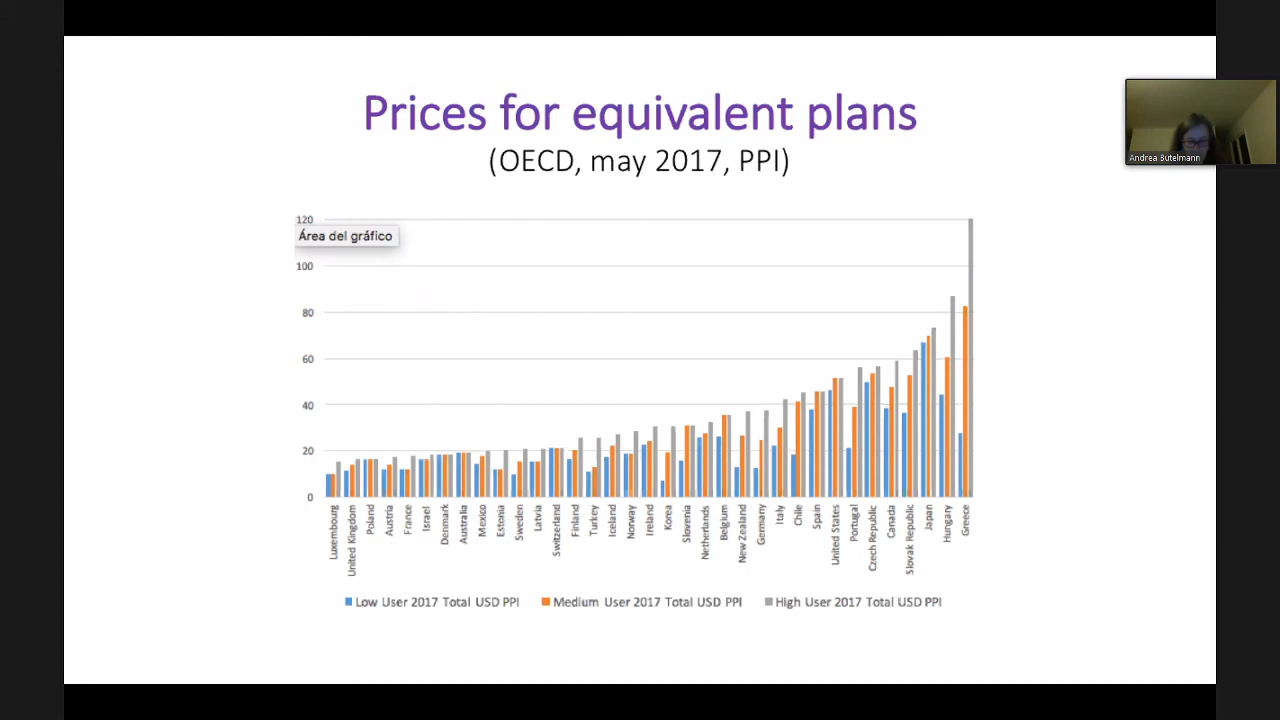 Prices for equivalent plans
(OECD, may 2017, PPI)
Andrea Butelmann
120
Área del gráfico
100
80
60
40
20
0
Luxembourg
United Kingdom
Poland
Austria
France
Israel
Denmark
Australia
Mexico
Estonia
Sweden
Latvia
Switzerland
Finland
Turkey
Iceland
Norway
Ireland
Korea
Slovenia
Netherlands
Belgium
New Zealand
Germany
Italy
Chile
Spain
United States
Portugal
Czech Republic
Canada
Slovak Republic
Japan
Hungary
Greece
Low User 2017 Total USD PPI
Medium User 2017 Total USD PPI
High User 2017 Total USD PPI